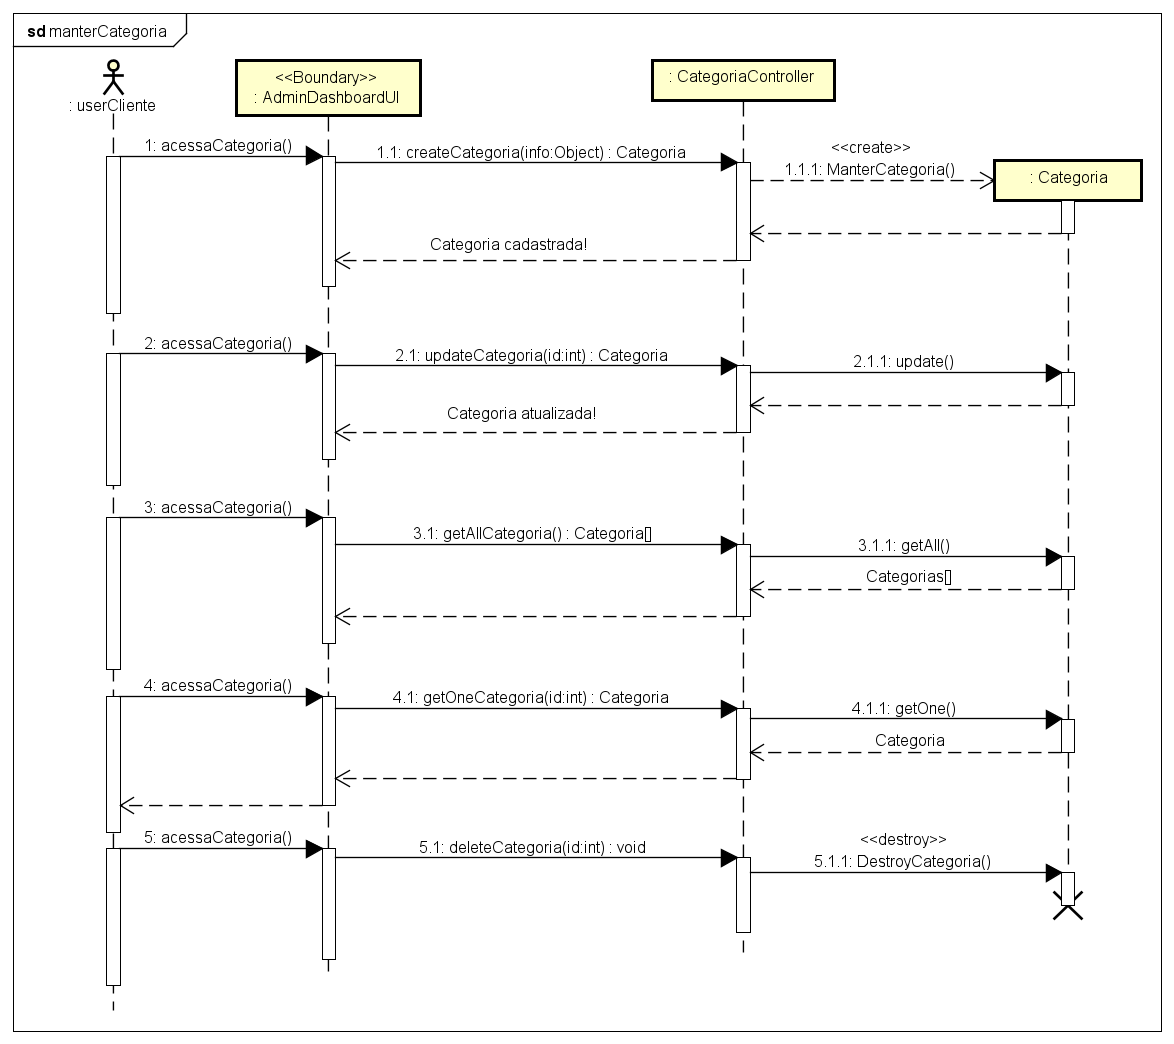 sd manterCategoria
: userCliente
<<Boundary>>
: AdminDashboardUI
: CategoriaController
1: acessaCategoria()
1.1: createCategoria(info:Object) : Categoria
<<create>>
1.1.1: ManterCategoria()
: Categoria
Categoria cadastrada!
2: acessaCategoria()
2.1: updateCategoria(id:int) : Categoria
2.1.1: update()
Categoria atualizada!
3: acessaCategoria()
3.1: getAllCategoria() : Categoria[]
3.1.1: getAll()
Categorias[]
4: acessaCategoria()
4.1: getOneCategoria(id:int) : Categoria
4.1.1: getOne()
Categoria
5: acessaCategoria()
5.1: deleteCategoria(id:int) : void
<<destroy>>
5.1.1: DestroyCategoria()